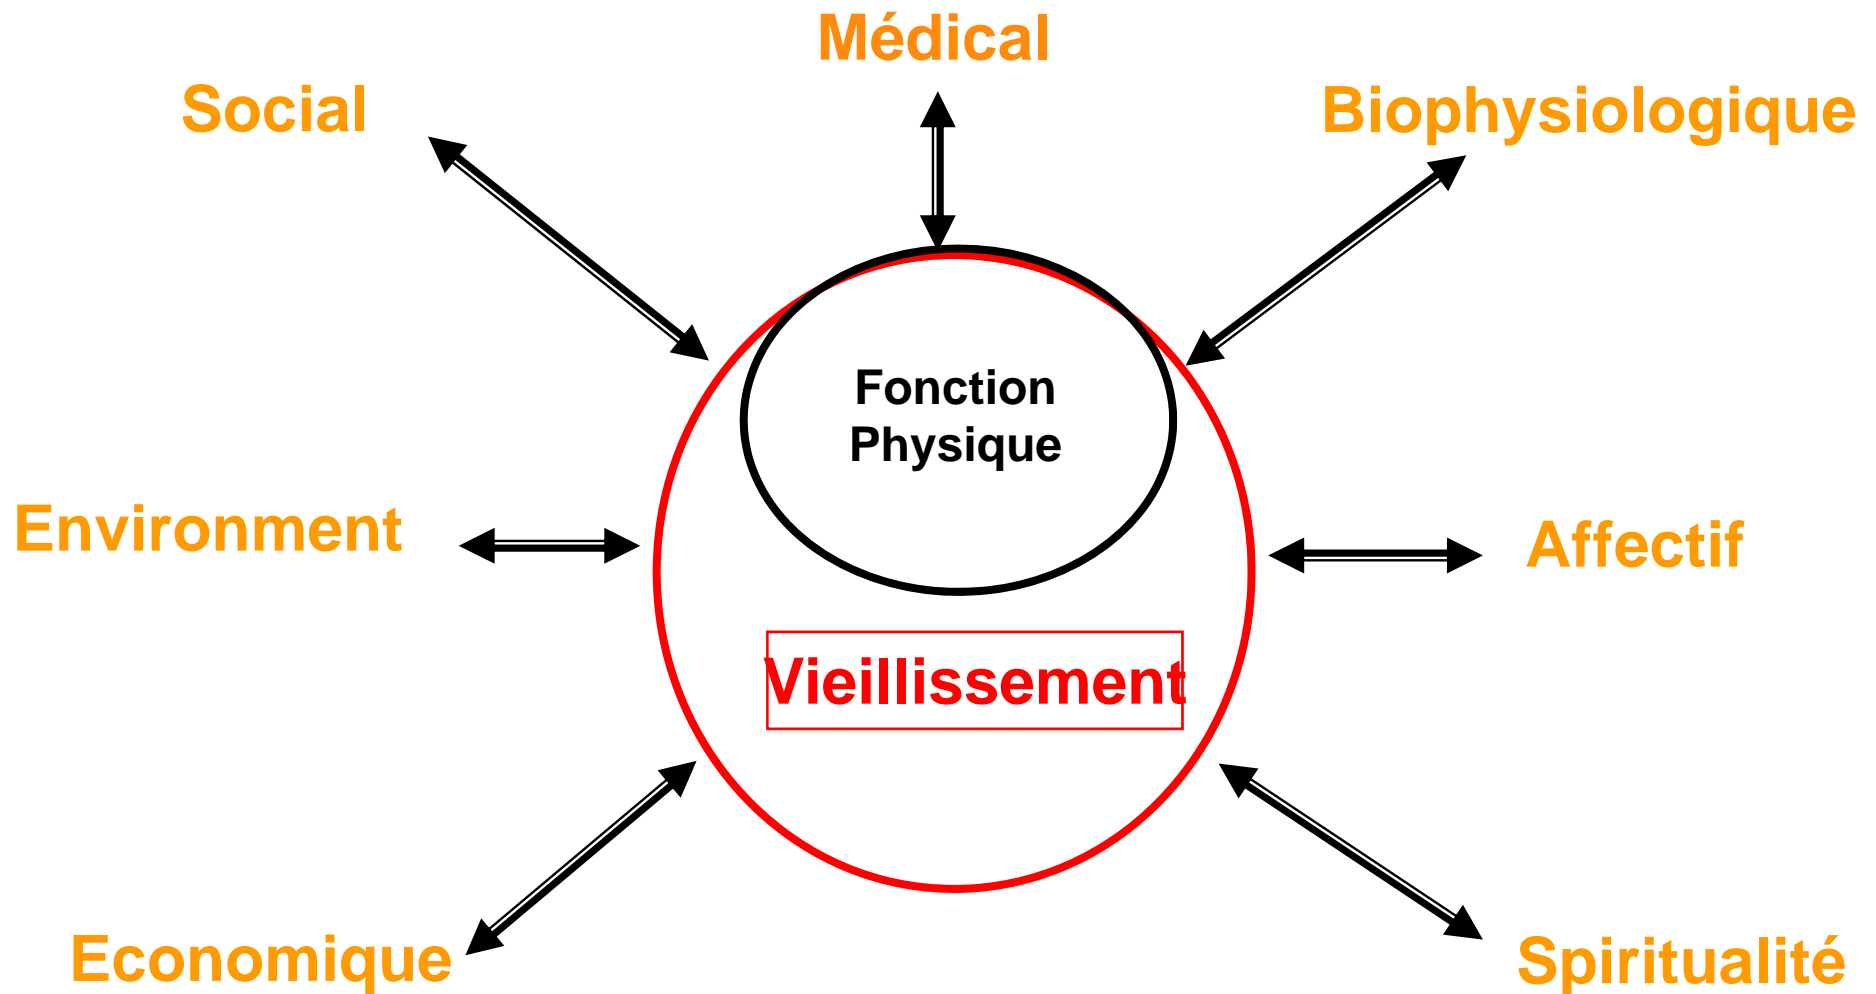 Médical
Social
Biophysiologique
Fonction
Physique
Environment
Affectif
Vieillissement
Economique
Spiritualité